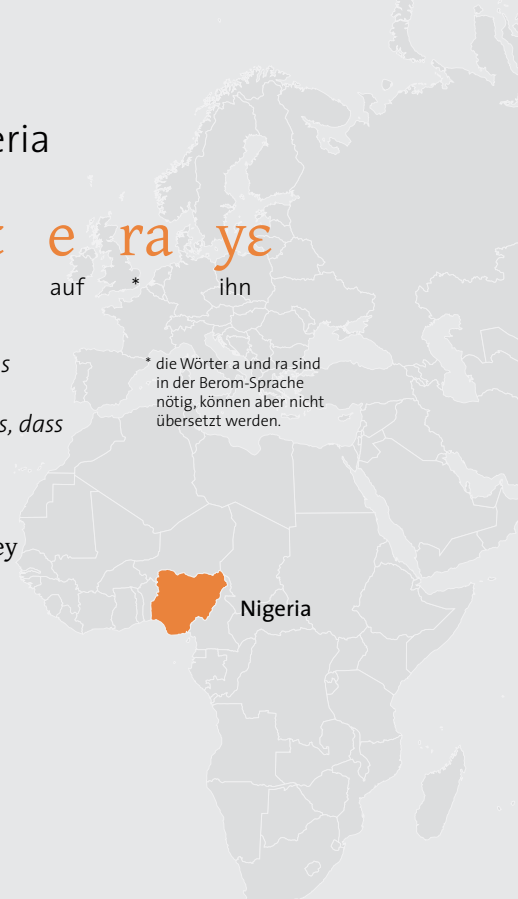 eria
e ra yɛ
auf * ihn
s
* die Wörter a und ra sind
in der Berom-Sprache
nötig, können aber nicht
übersetzt werden.
s, dass
ey
Nigeria